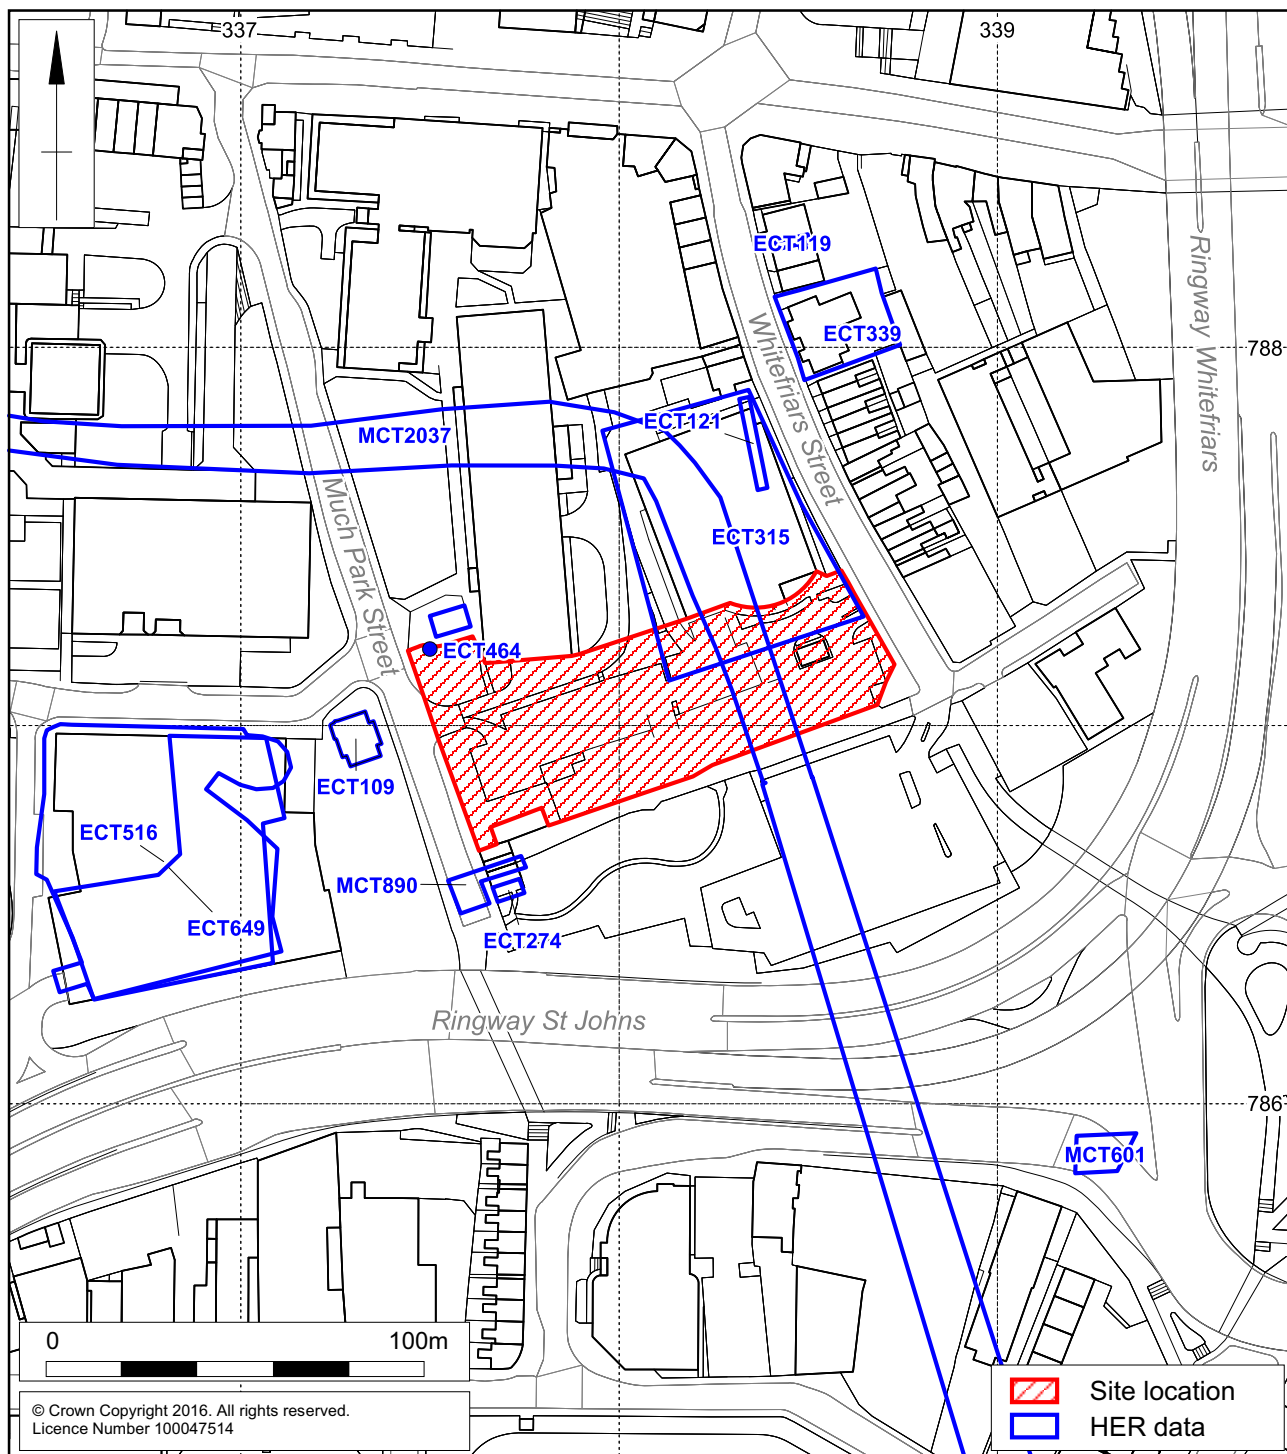 337
339
ECT119
Ringway Whitefriars
Whitefriars Street
ECT339
788
ECT121
MCT2037
Much Park Street
ECT315
ECT464
ECT109
ECT516
MCT890
ECT649
ECT274
Ringway St Johns
786
MCT601
0
100m
© Crown Copyright 2016. All rights reserved.
Licence Number 100047514
Site location
HER data